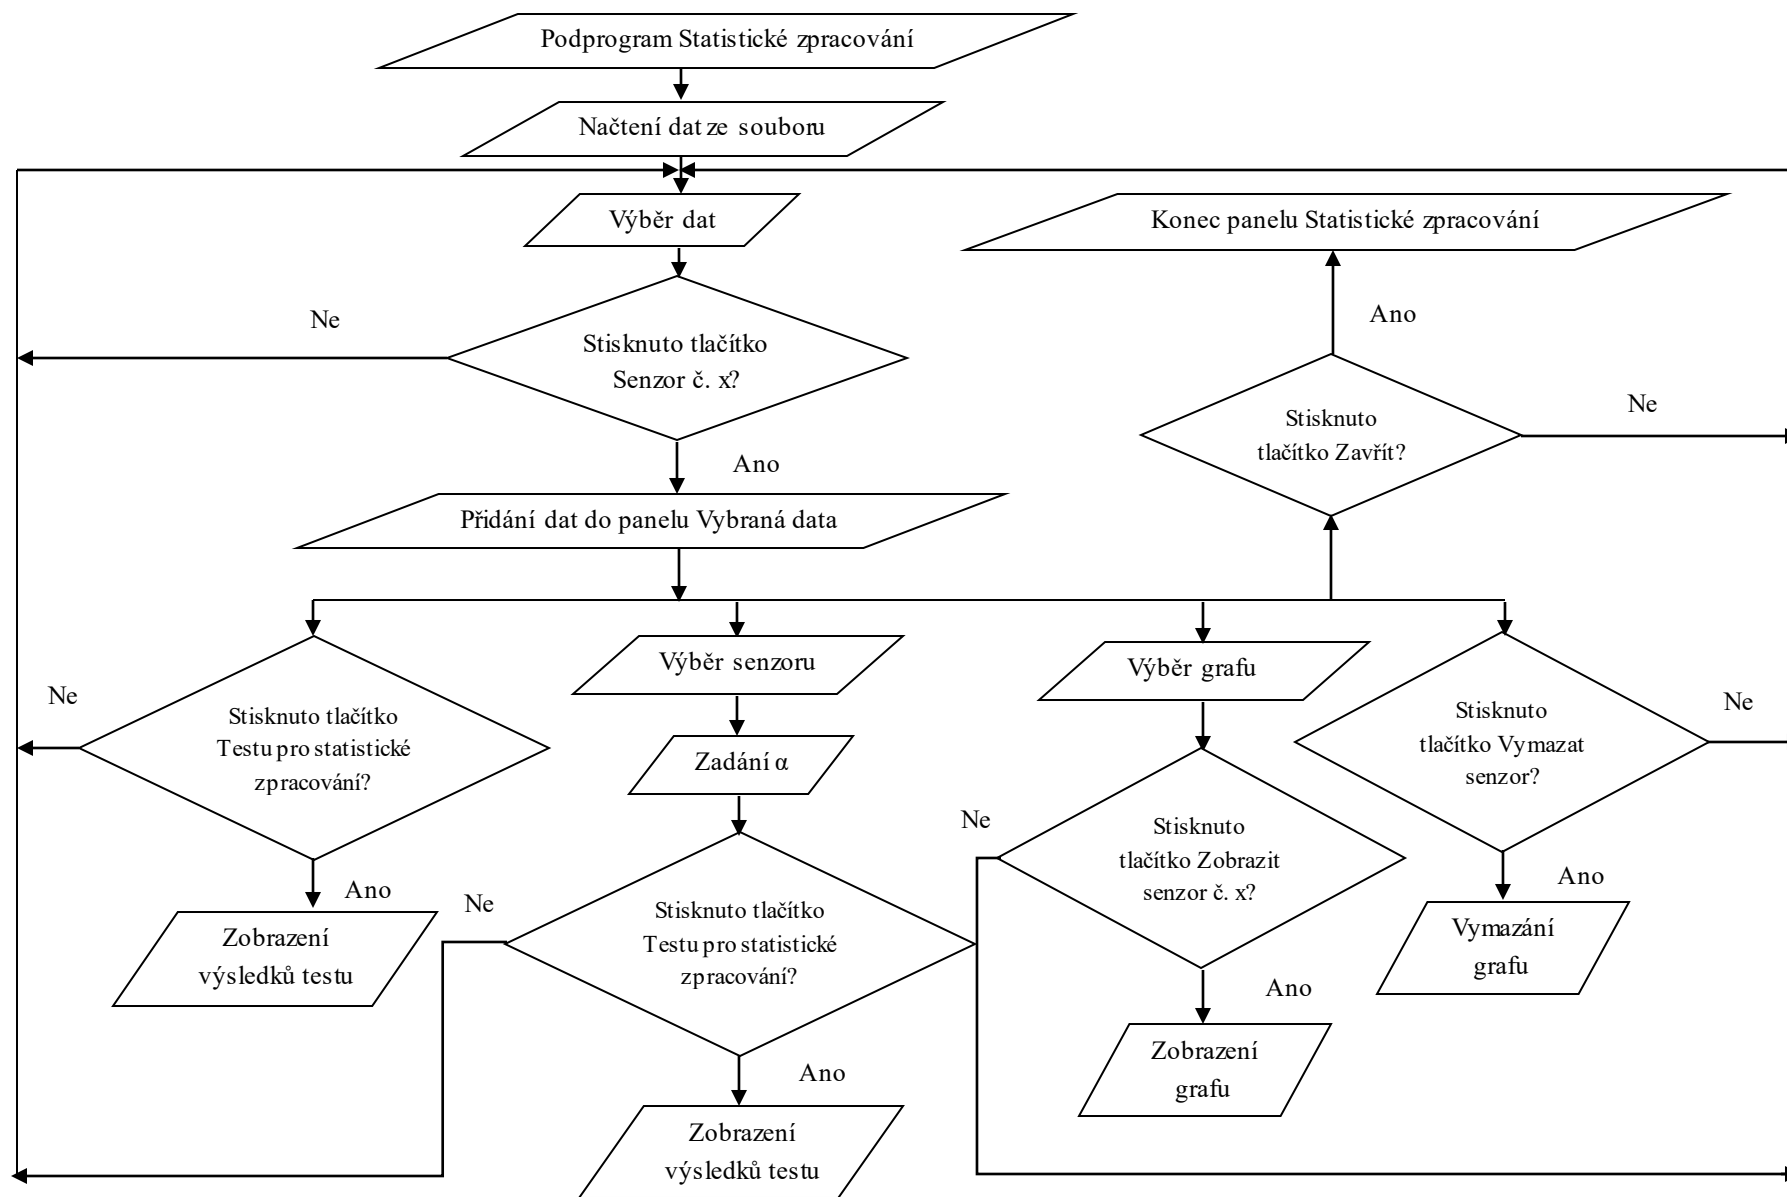 Podprogram Statistické zpracování
Načtení dat ze souboru
Výběr dat
Konec panelu Statistické zpracování
Ne
Ano
Stisknuto tlačítko
Senzor č. x?
Ne
Stisknuto
tlačítko Zavřít?
Ano
Přidání dat do panelu Vybraná data
Výběr senzoru
Výběr grafu
Ne
Ne
Stisknuto tlačítko
Testu pro statistické
zpracování?
Stisknuto
tlačítko Vymazat
senzor?
Zadání α
Ne
Stisknuto
tlačítko Zobrazit
senzor č. x?
Ano
Ne
Ano
Stisknuto tlačítko
Testu pro statistické
zpracování?
Zobrazení
výsledků testu
Vymazání
grafu
Ano
Ano
Zobrazení
grafu
Zobrazení
výsledků testu